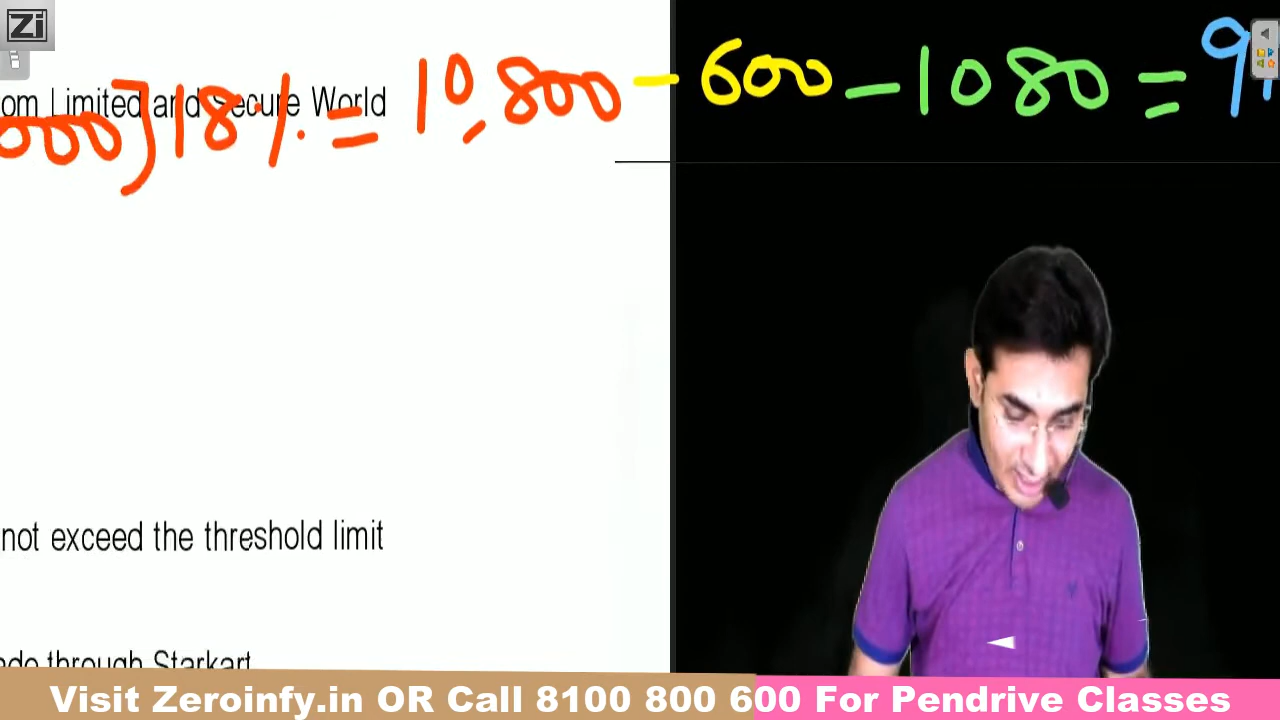 Zi
10,800 - 600 - 1080 = 9
om Limited and Secure World
000] 18% =
not exceed the threshold limit
through Starkart
Visit Zeroinfy.in OR Call 8100 800 600 For Pendrive Classes